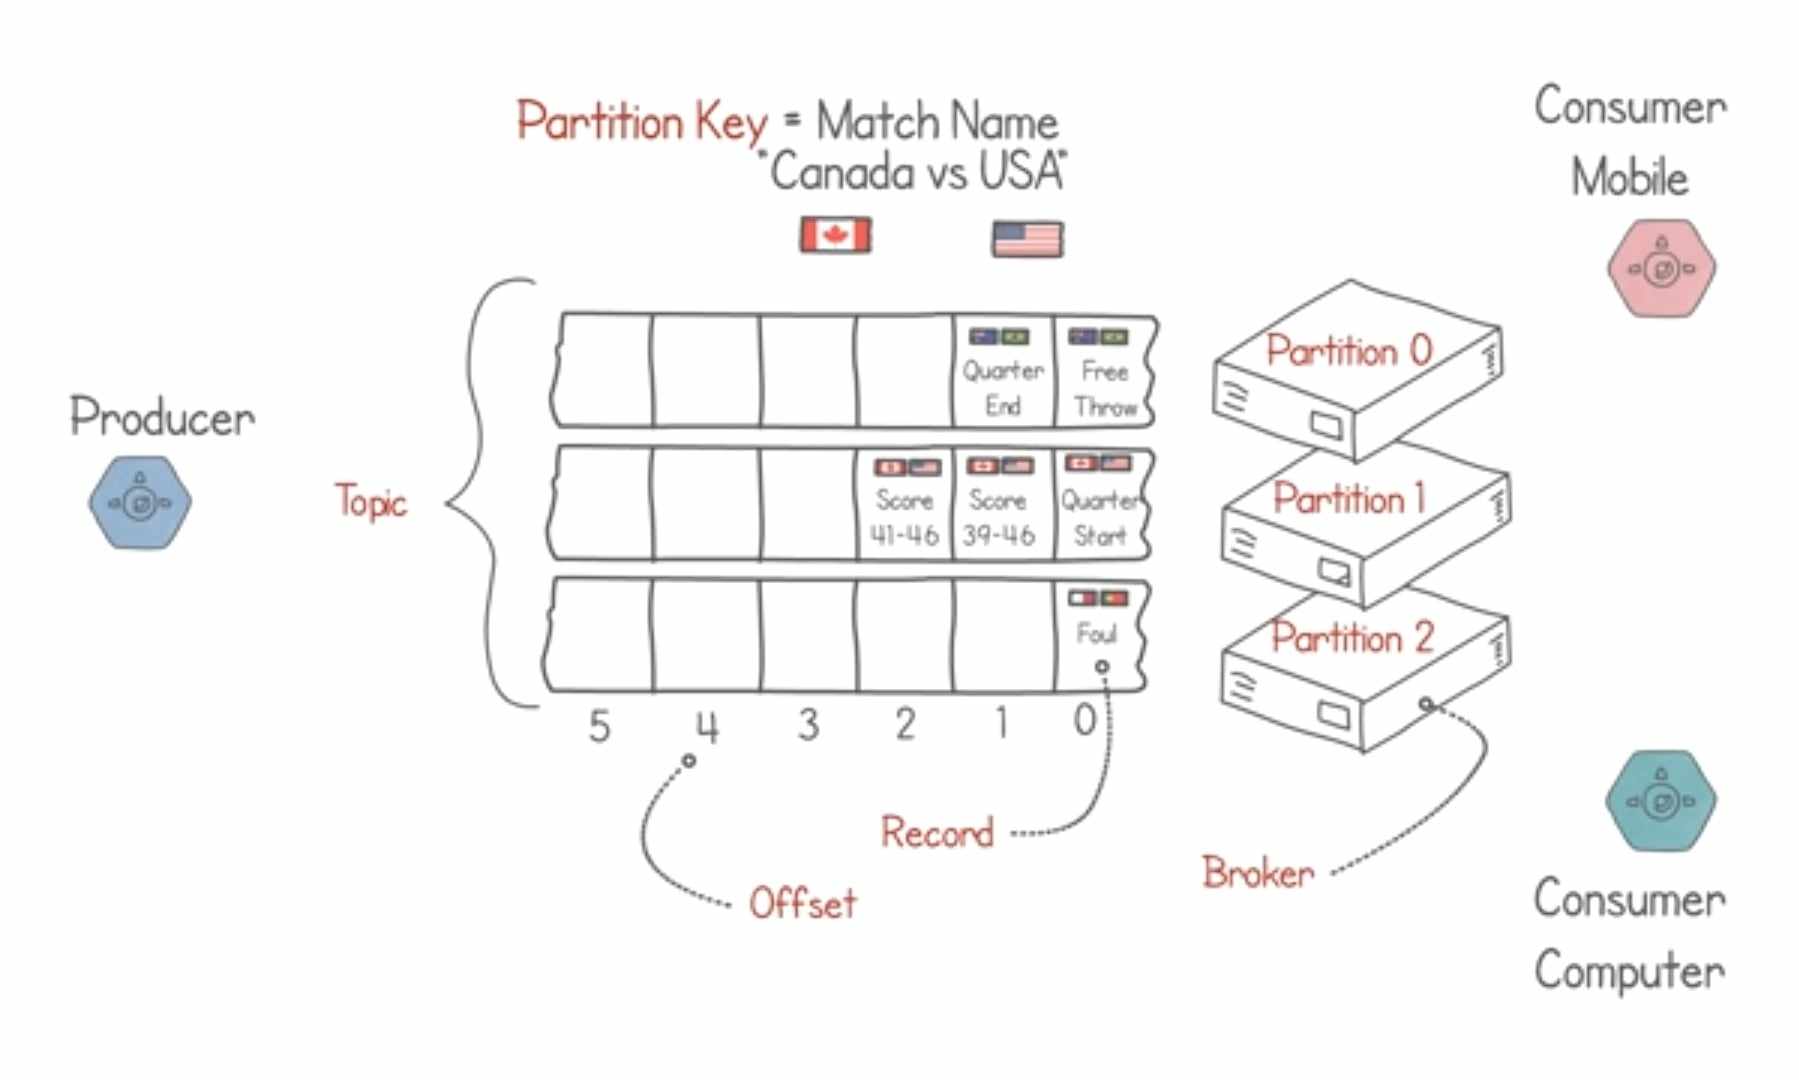 Partition Key = Match Name
"Canada vs USA"
Consumer
Mobile
Producer
Topic
Quarter
End
Free
Throw
Partition 0
Score
41-46
Score
39-46
Quarter
Start
Partition 1
Foul
Partition 2
5 4 3 2 1 0
Record
Offset
Broker
Consumer
Computer